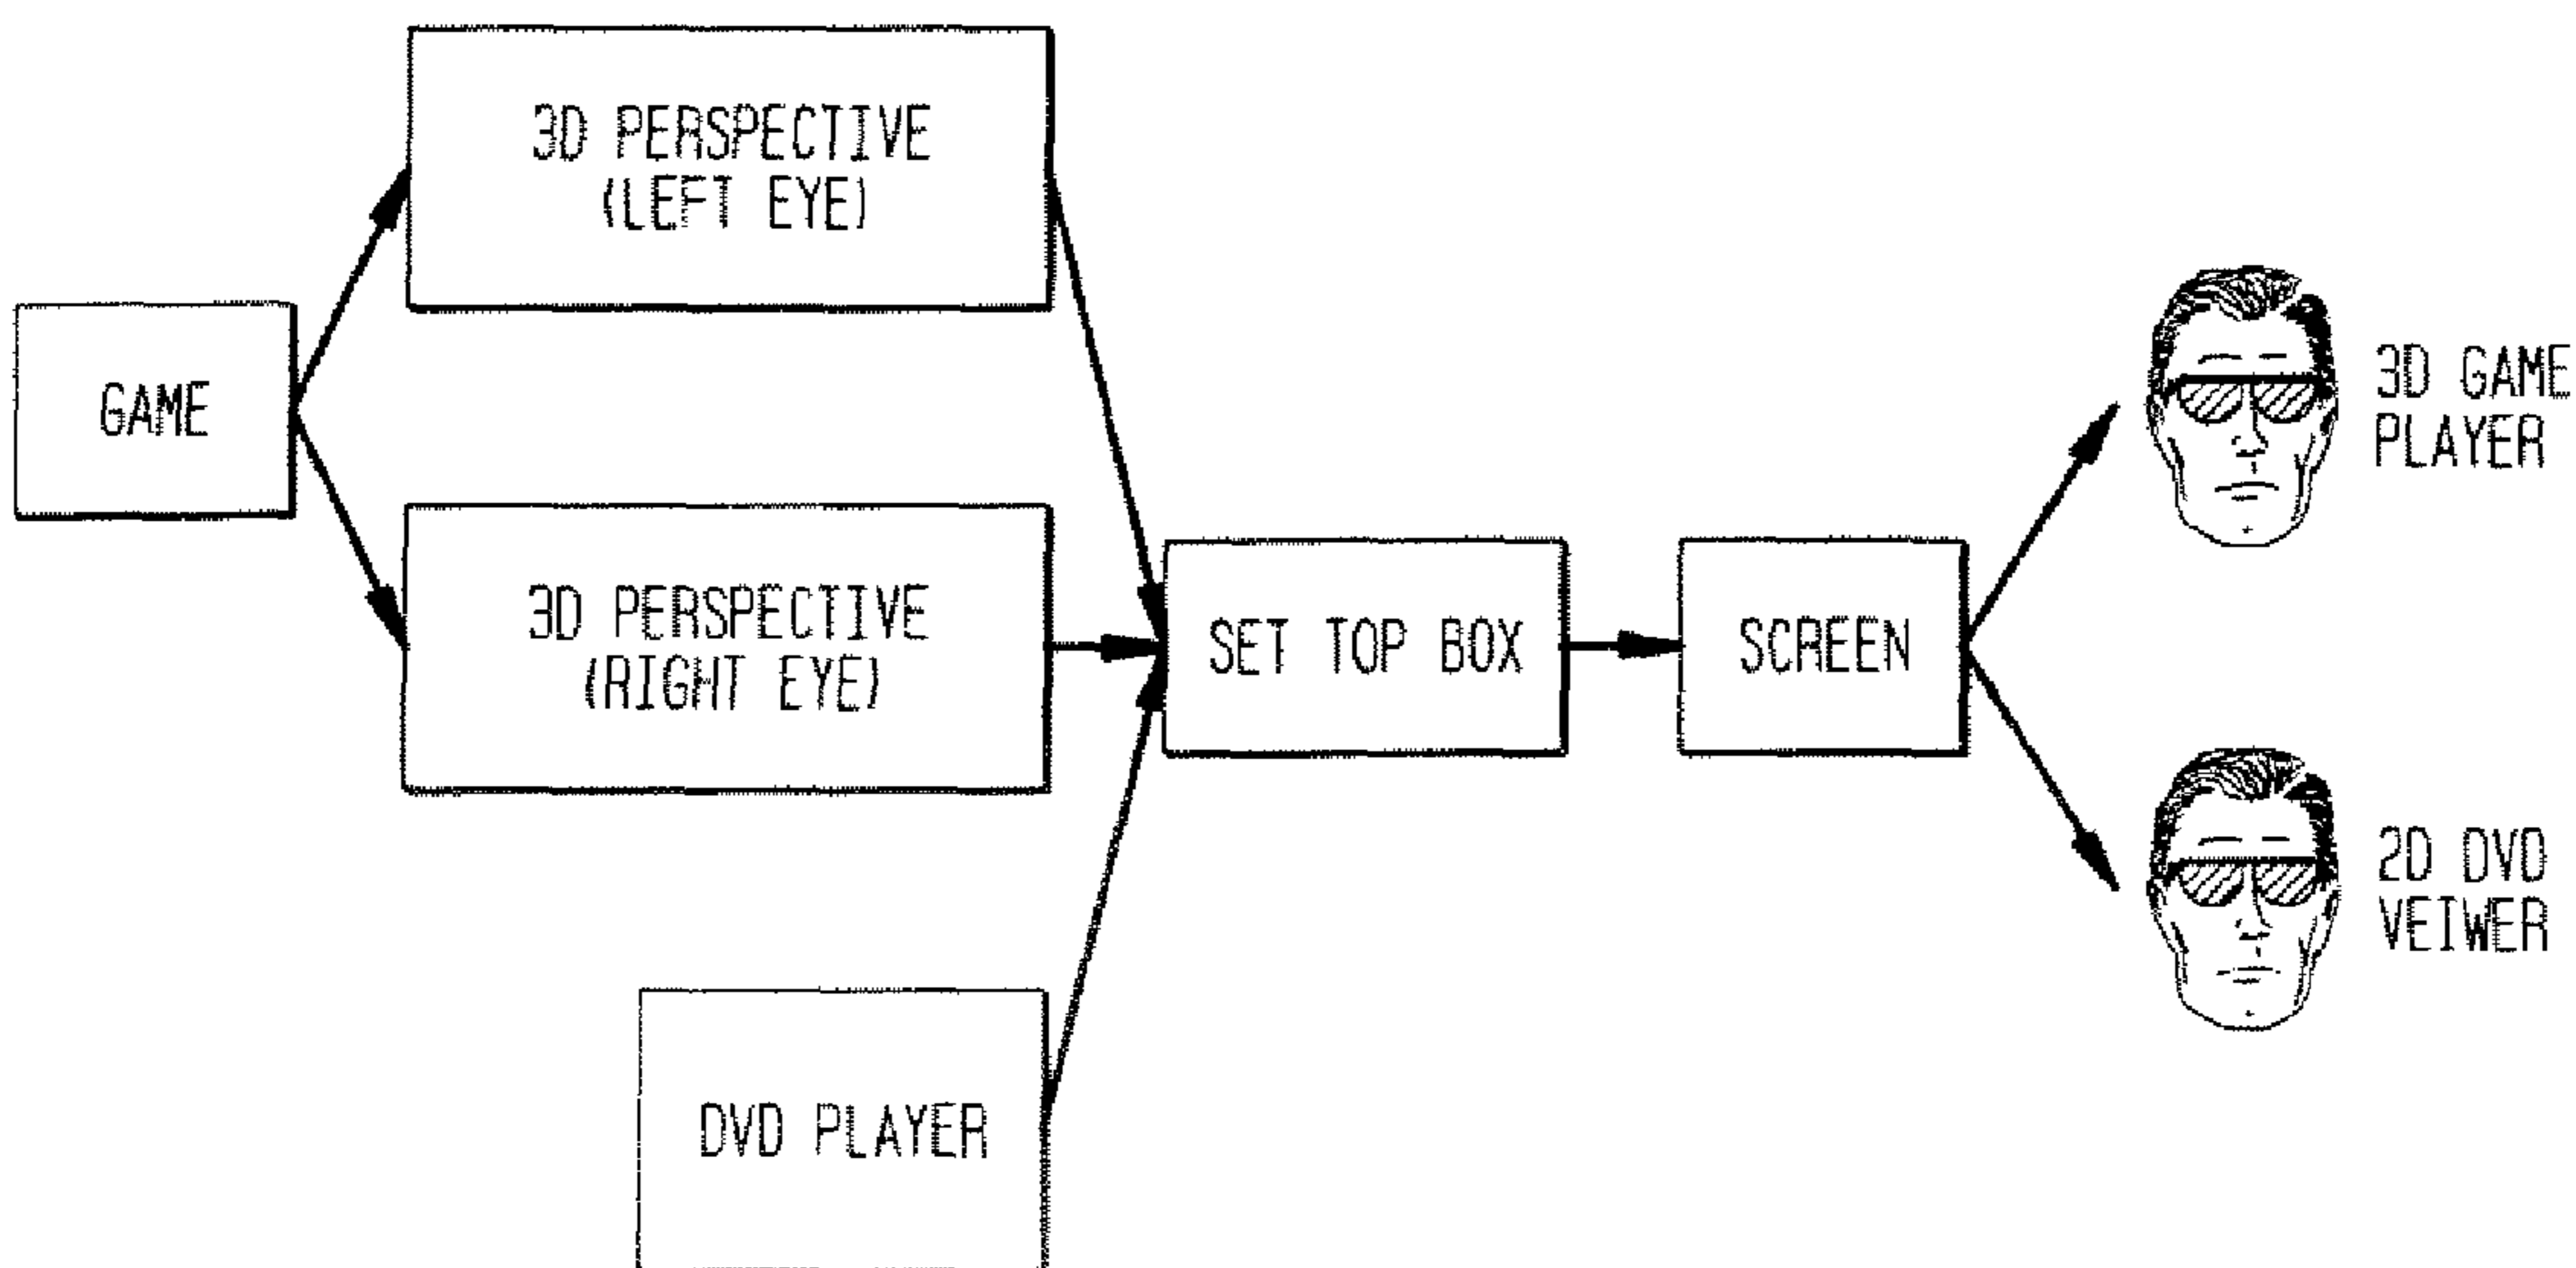 3D PERSPECTIVE
(LEFT EYE)
GAME
3D GAME
PLAYER
3D PERSPECTIVE
(RIGHT EYE)
SET TOP BOX
SCREEN
2D DVD
VEIWER
DVD PLAYER